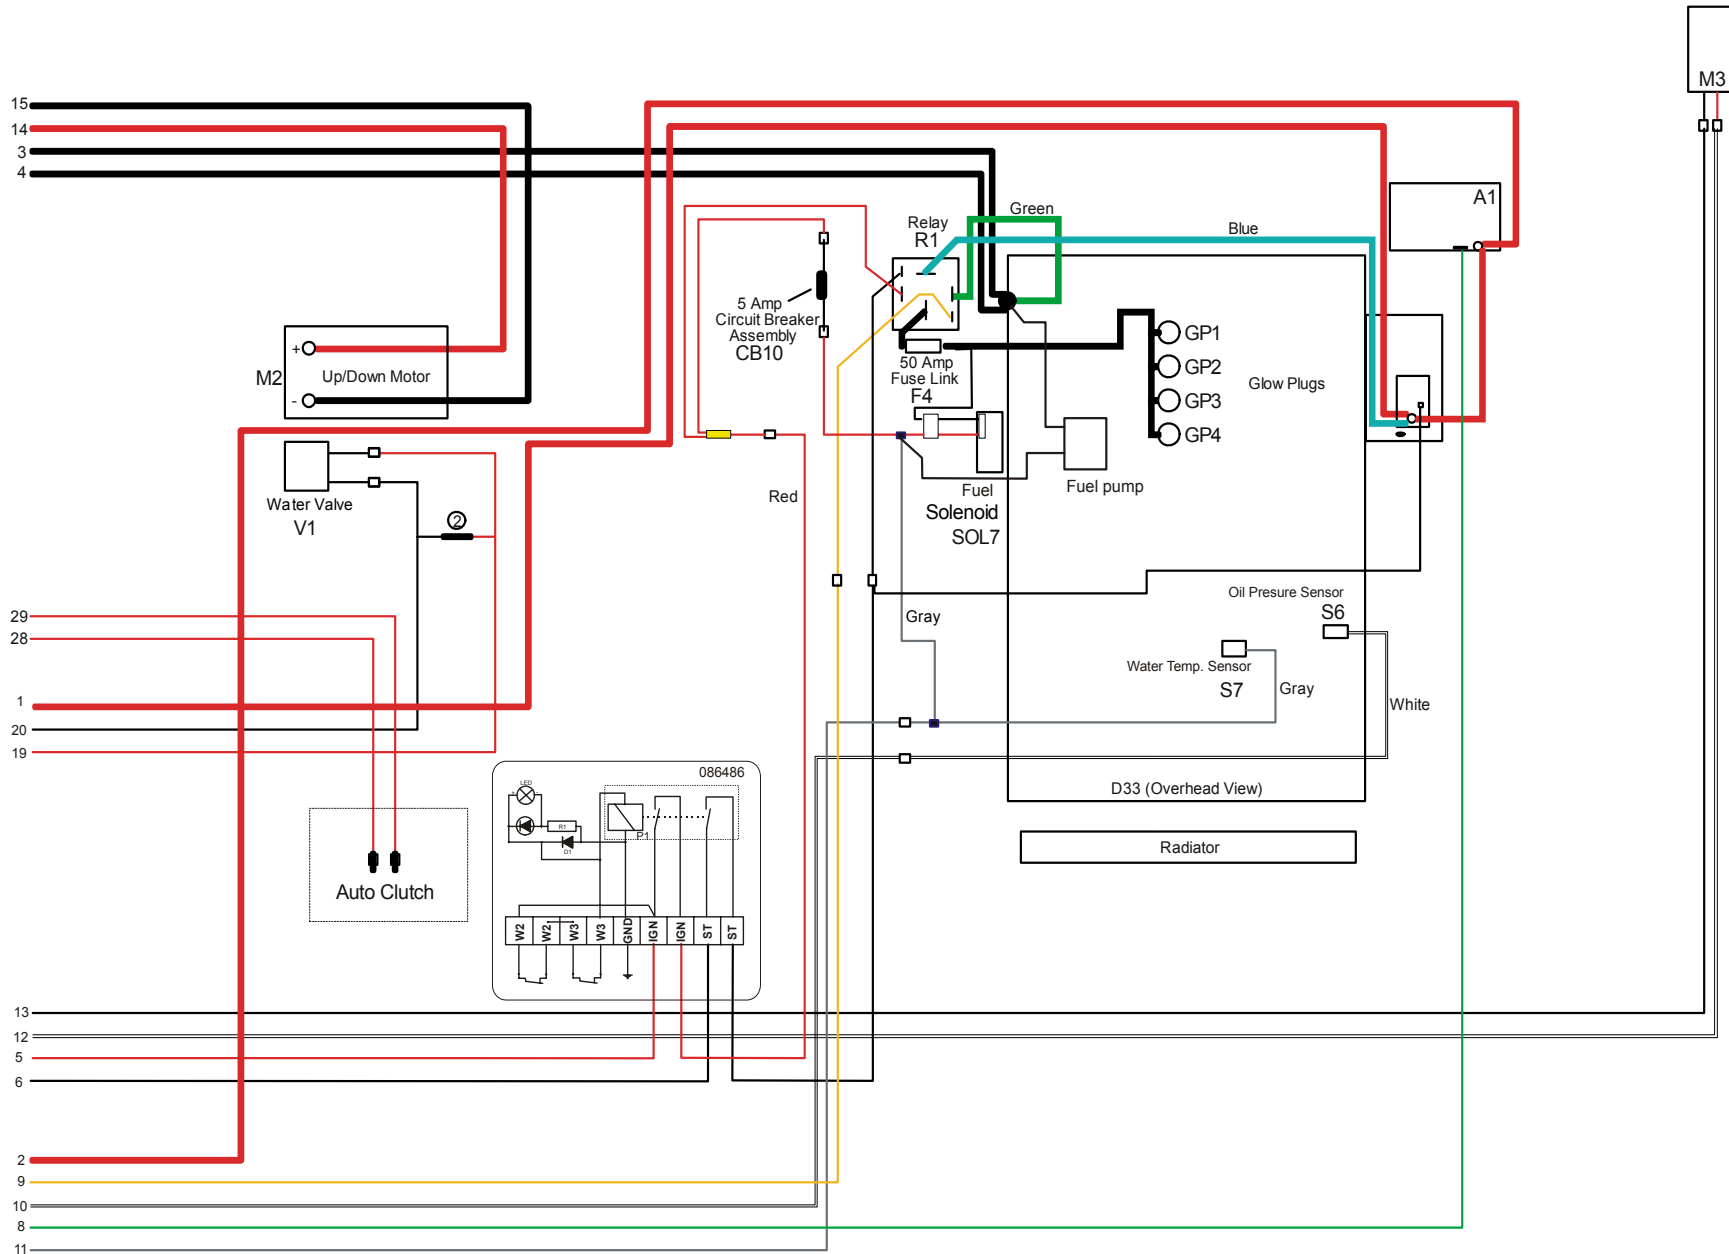 M3
15
14
3
4
A1
Green
Relay
R1
Blue
5 Amp
Circuit Breaker
Assembly
CB10
50 Amp
Fuse Link
F4
GP1
GP2
GP3
GP4
Glow Plugs
+
M2
Up/Down Motor
-
Water Valve
V1
2
Red
Fuel
Solenoid
SOL7
Fuel pump
Oil Presure Sensor
S6
29
28
Gray
Water Temp. Sensor
S7
Gray
White
1
20
19
086486
LED
+
-
R1
D1
P1
D33 (Overhead View)
Radiator
Auto Clutch
W2
W2
W3
W3
GND
IGN
IGN
ST
ST
13
12
5
6
2
9
10
8
11